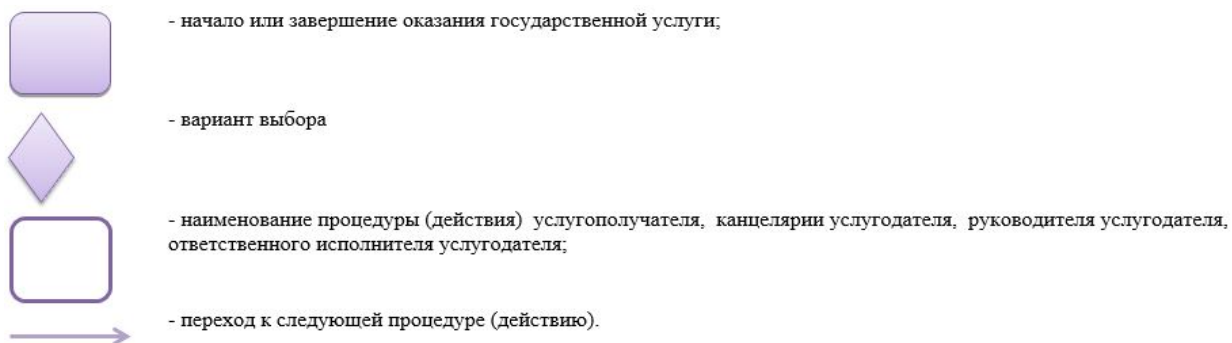 - начало или завершение оказания государственной услуги;
- вариант выбора
- наименование процедуры (действия) услугополучателя, канцелярии услугодателя, руководителя услугодателя,
ответственного исполнителя услугодателя;
- переход к следующей процедуре (действию).